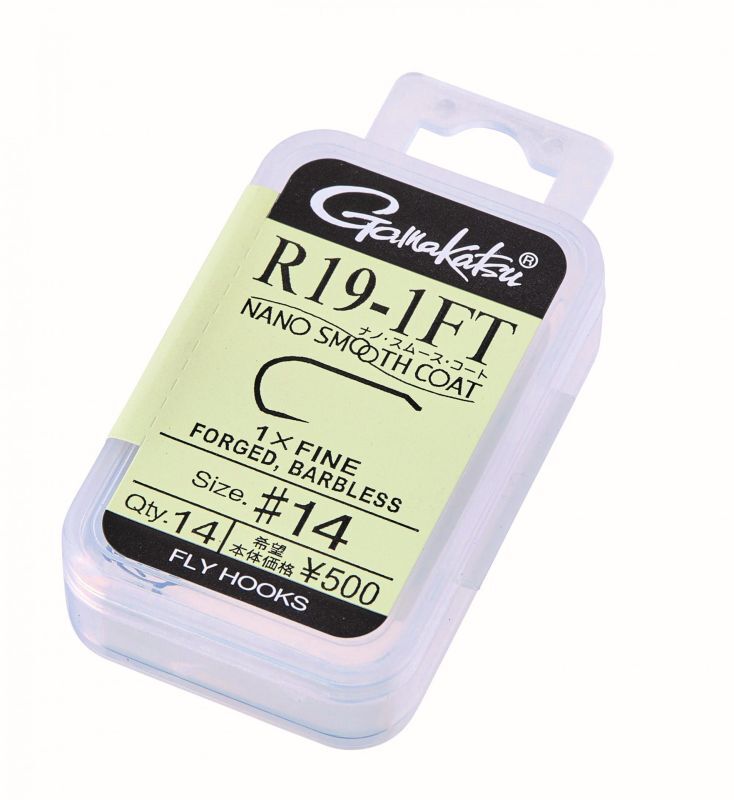 Gamakatsu®
R19-1FT
ナノ・スムース・コート
NANO SMOOTH COAT
1×FINE
FORGED, BARBLESS
Size. #14
Qty. 14 希望本体価格 ¥500
FLY HOOKS